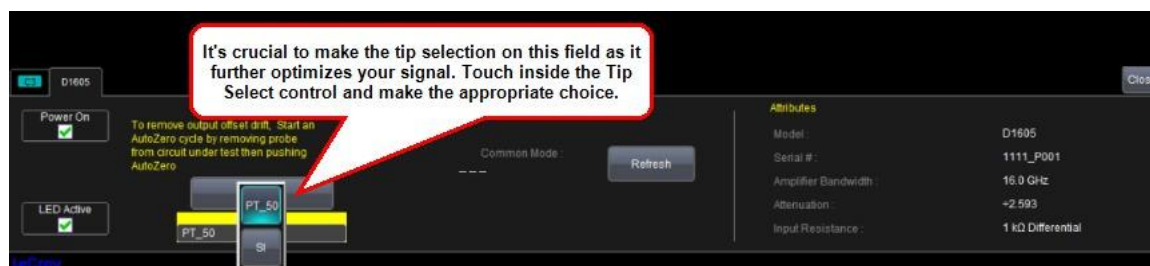 It's crucial to make the tip selection on this field as it
further optimizes your signal. Touch inside the Tip
Select control and make the appropriate choice.
C3
D1605
Clos
Power On
To remove output offset drift, Start an
AutoZero cycle by removing probe
from circuit under test then pushing
AutoZero
Common Mode :
---
Refresh
Attributes
Model :
D1605
Serial # :
1111_P001
Amplifier Bandwidth :
16.0 GHz
Attenuation :
÷2.593
Input Resistance :
1 kΩ Differential
LED Active
PT_50
PT_50
SI
LeCroy